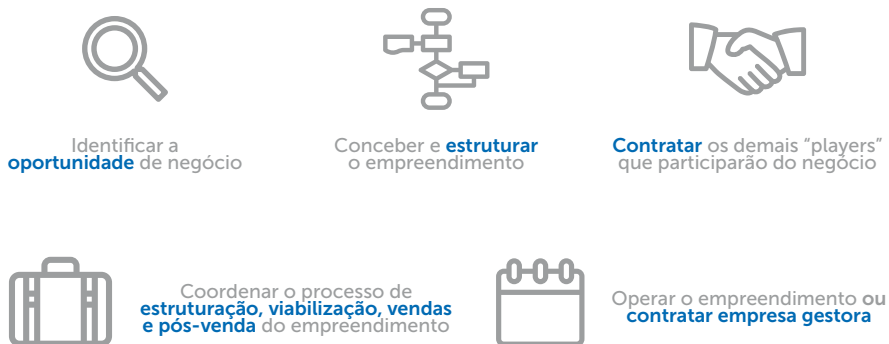 Identificar a
oportunidade de negócio
Conceber e estruturar
o empreendimento
Contratar os demais “players”
que participarão do negócio
Coordenar o processo de
estruturação, viabilização, vendas
e pós-venda do empreendimento
Operar o empreendimento ou
contratar empresa gestora